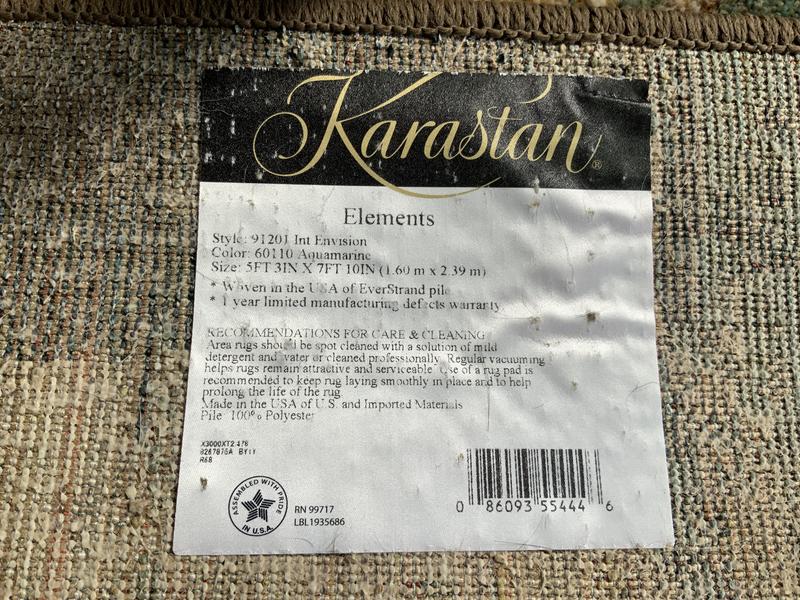 Karastan®
Elements
Style: 91201 Int Envision
Color: 60110 Aquamarine
Size: 5FT 3IN X 7FT 10IN (1.60 m x 2.39 m)
* Woven in the USA of EverStrand pile
* 1 year limited manufacturing defects warranty
RECOMMENDATIONS FOR CARE & CLEANING
Area rugs should be spot cleaned with a solution of mild
detergent and water or cleaned professionally. Regular vacuuming
helps rugs remain attractive and serviceable. Use of a rug pad is
recommended to keep rug laying smoothly in place and to help
prolong the life of the rug.
Made in the USA of U.S. and Imported Materials
Pile 100% Polyester
X3000XT2
R68
ASSEMBLED WITH PRIDE
IN U.S.A.
RN 99717
LBL1935686
0 86093 55444 6